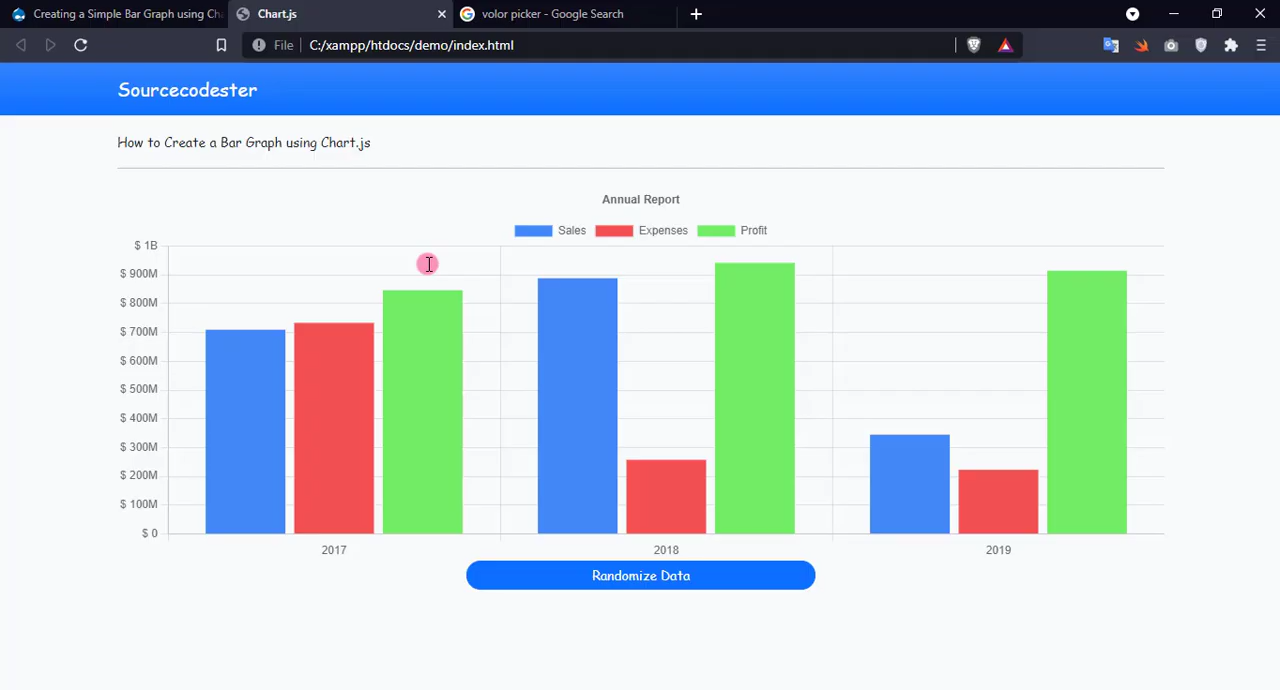 Creating a Simple Bar Graph using Cha
Chart.js
volor picker - Google Search
File
C:/xampp/htdocs/demo/index.html
Sourcecodester
How to Create a Bar Graph using Chart.js
Annual Report
Sales
Expenses
Profit
$ 1B
$ 900M
$ 800M
$ 700M
$ 600M
$ 500M
$ 400M
$ 300M
$ 200M
$ 100M
$ 0
2017
2018
2019
Randomize Data